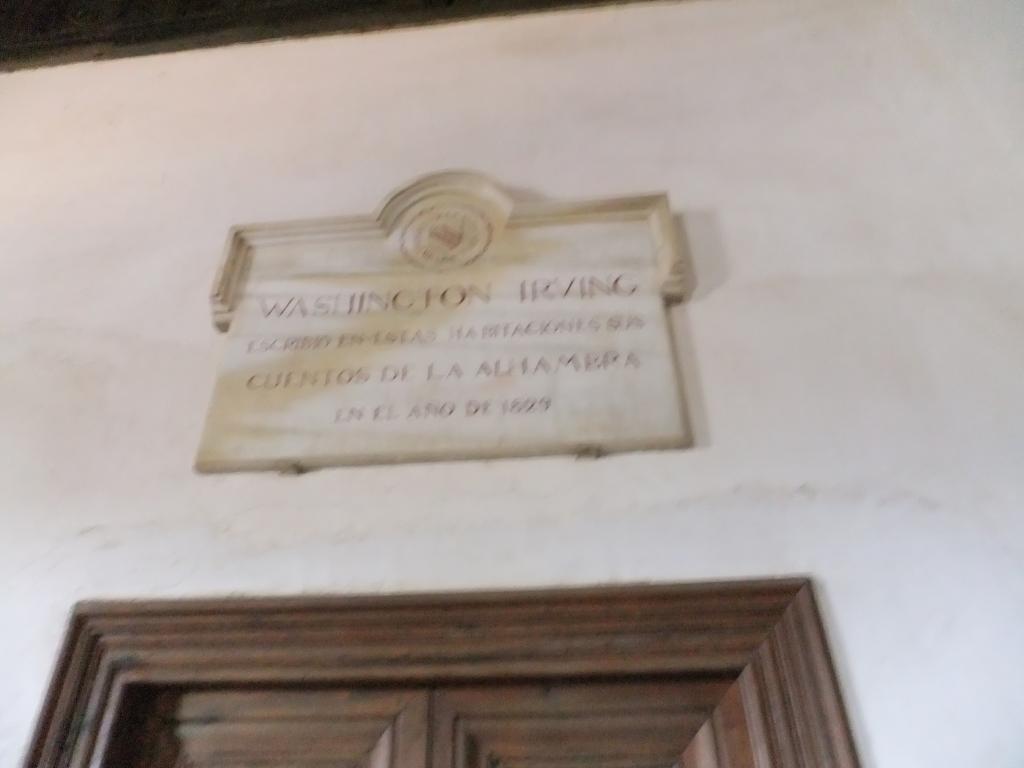 WASHINGTON IRVING
ESCRIBIO EN ESTAS HABITACIONES SUS
CUENTOS DE LA ALHAMBRA
EN EL AÑO DE 1829